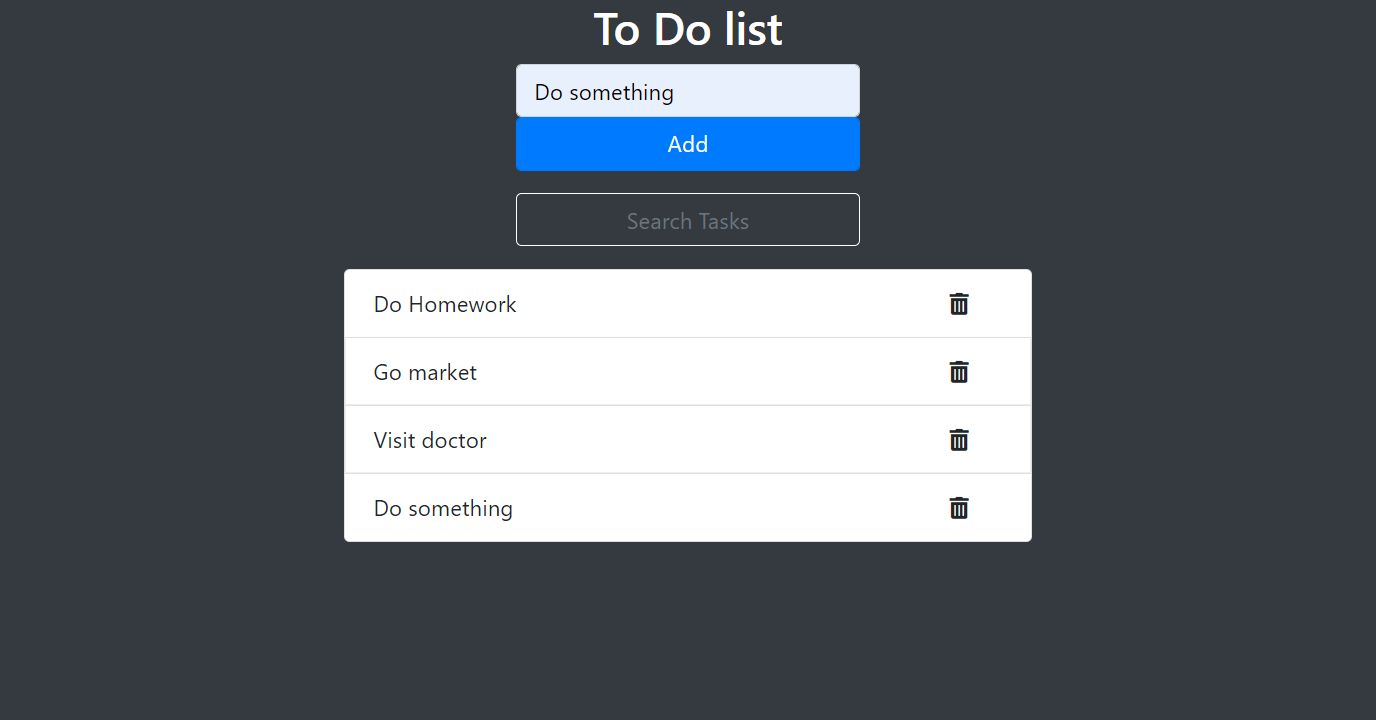 To Do list
Do something
Add
Search Tasks
Do Homework
Go market
Visit doctor
Do something